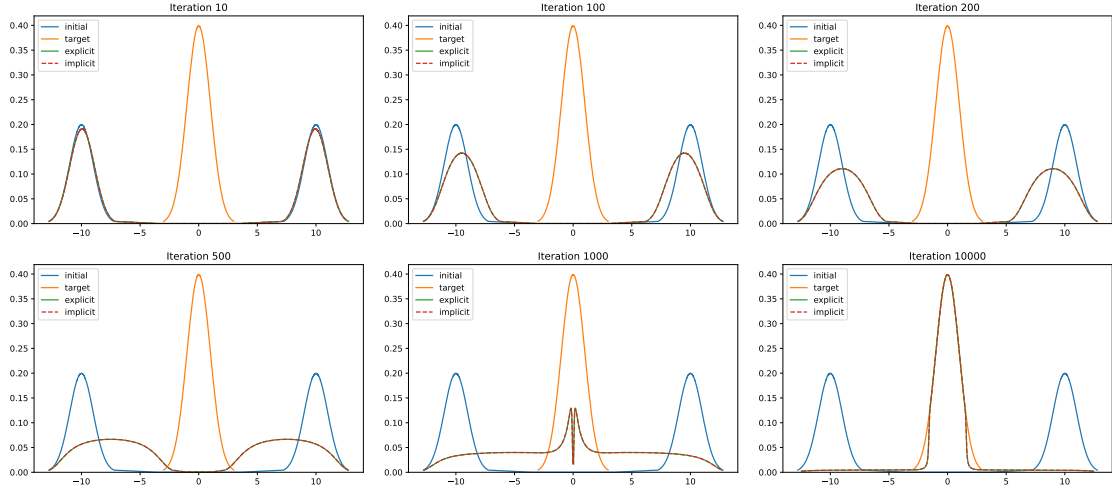 Iteration 10
initial
target
explicit
implicit
0.40
0.35
0.30
0.25
0.20
0.15
0.10
0.05
0.00
−10 −5 0 5 10
Iteration 100
initial
target
explicit
implicit
0.40
0.35
0.30
0.25
0.20
0.15
0.10
0.05
0.00
−10 −5 0 5 10
Iteration 200
initial
target
explicit
implicit
0.40
0.35
0.30
0.25
0.20
0.15
0.10
0.05
0.00
−10 −5 0 5 10
Iteration 500
initial
target
explicit
implicit
0.40
0.35
0.30
0.25
0.20
0.15
0.10
0.05
0.00
−10 −5 0 5 10
Iteration 1000
initial
target
explicit
implicit
0.40
0.35
0.30
0.25
0.20
0.15
0.10
0.05
0.00
−10 −5 0 5 10
Iteration 10000
initial
target
explicit
implicit
0.40
0.35
0.30
0.25
0.20
0.15
0.10
0.05
0.00
−10 −5 0 5 10